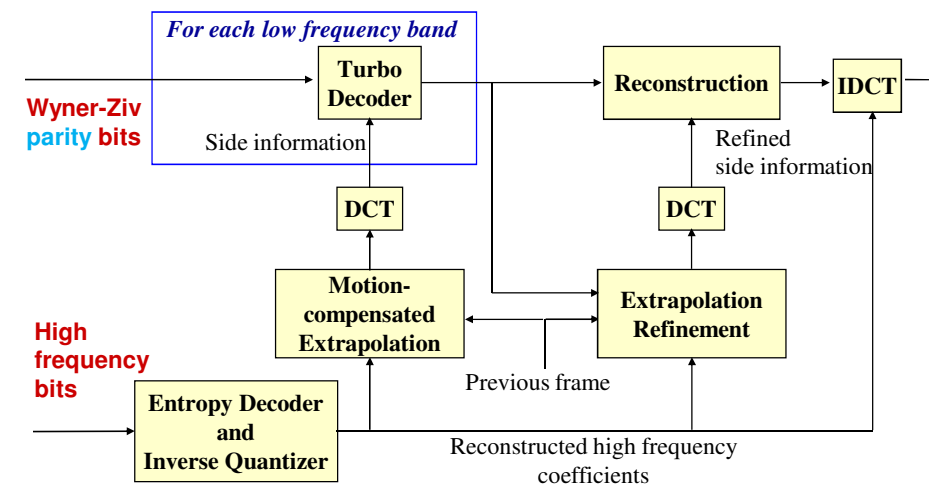 For each low frequency band
Turbo
Decoder
Reconstruction
IDCT
Wyner-Ziv
parity bits
Side information
Refined
side information
DCT
DCT
Motion-
compensated
Extrapolation
Extrapolation
Refinement
High
frequency
bits
Previous frame
Entropy Decoder
and
Inverse Quantizer
Reconstructed high frequency
coefficients